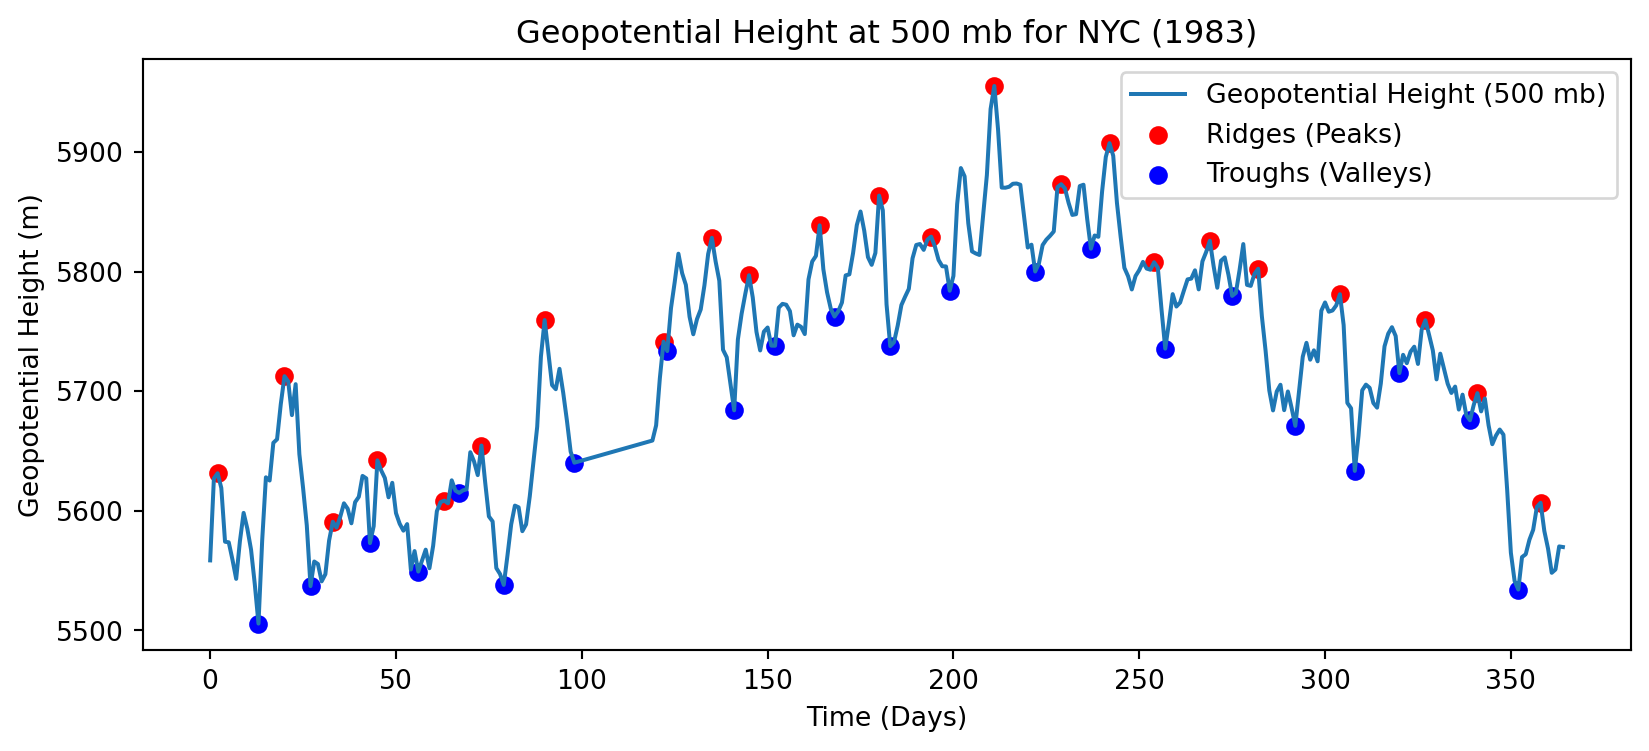 Geopotential Height at 500 mb for NYC (1983)
Geopotential Height (500 mb)
Ridges (Peaks)
Troughs (Valleys)
Geopotential Height (m)
5900
5800
5700
5600
5500
0 50 100 150 200 250 300 350
Time (Days)